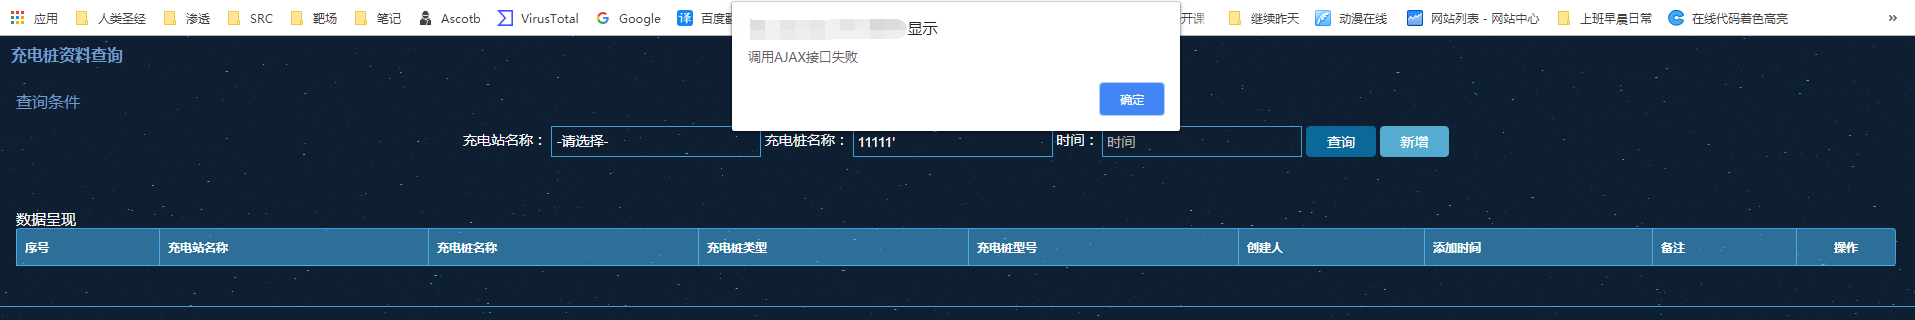 应用 人类圣经 渗透 SRC 靶场 笔记 Ascotb VirusTotal Google 百度 开课 继续昨天 动漫在线 网站列表 - 网站中心 上班早晨日常 在线代码着色高亮 »
显示
调用AJAX接口失败
确定
充电桩资料查询
查询条件
充电站名称： -请选择- 充电桩名称： 11111' 时间： 时间 查询 新增
数据呈现
序号 充电站名称 充电桩名称 充电桩类型 充电桩型号 创建人 添加时间 备注 操作